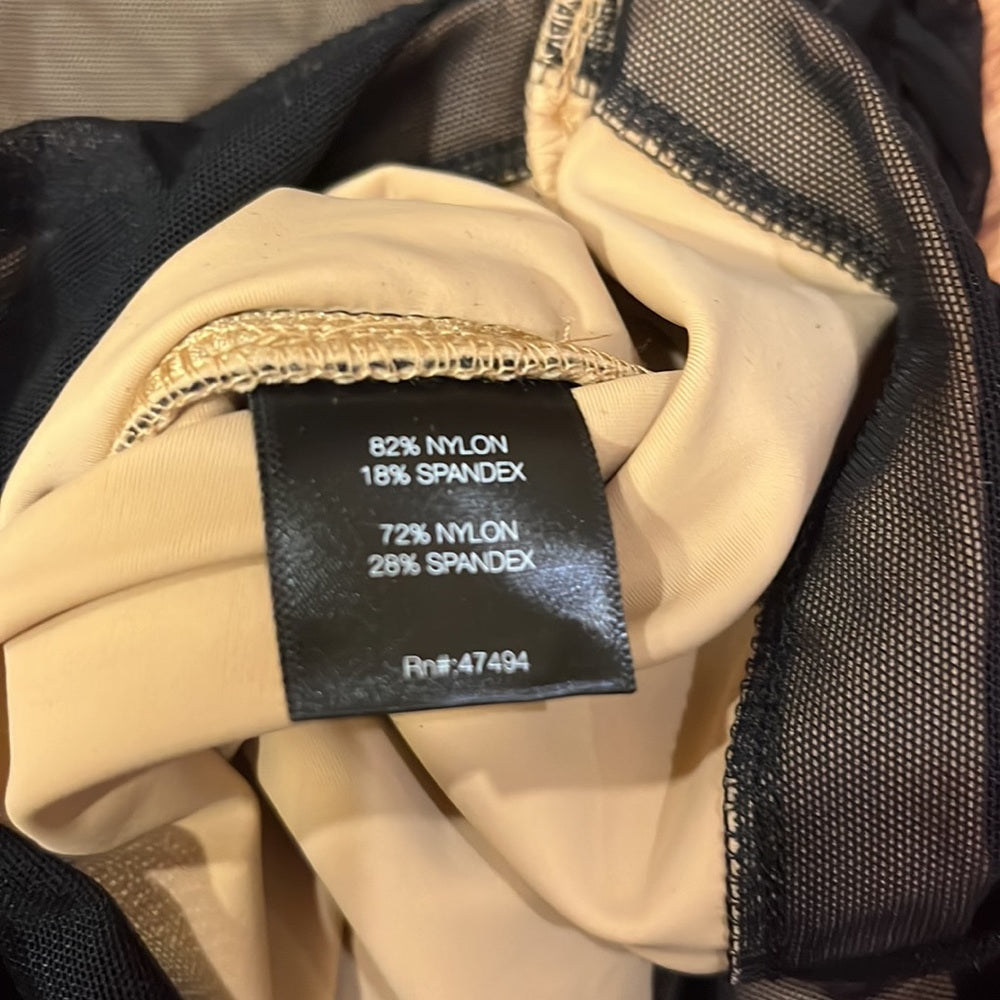 82% NYLON
18% SPANDEX
72% NYLON
28% SPANDEX
Rn#:47494